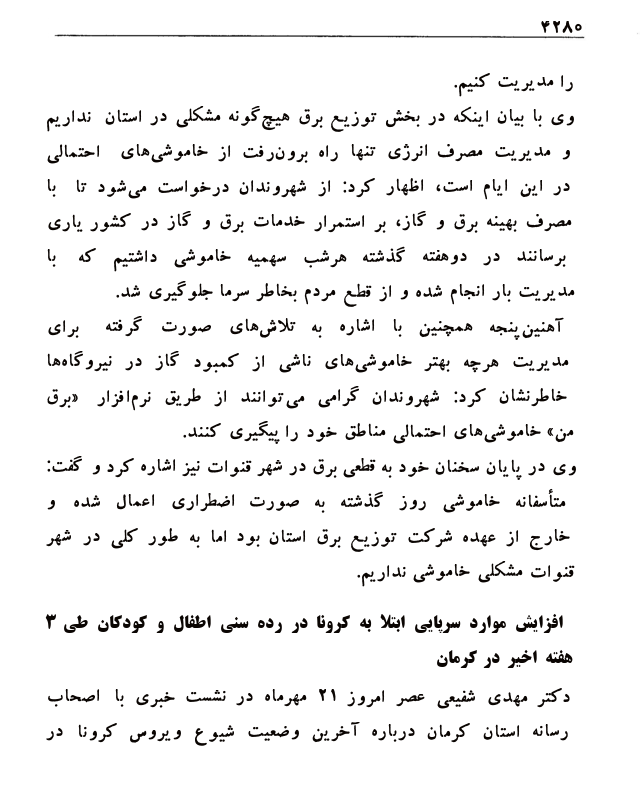 ۴۲۸۰
را مدیریت کنیم.
وی با بیان اینکه در بخش توزیع برق هیچ‌گونه مشکلی در استان نداریم
و مدیریت مصرف انرژی تنها راه برون‌رفت از خاموشی‌های احتمالی
در این ایام است، اظهار کرد: از شهروندان درخواست می‌شود تا با
مصرف بهینه برق و گاز، بر استمرار خدمات برق و گاز در کشور یاری
برسانند در دوهفته گذشته هرشب سهمیه خاموشی داشتیم که با
مدیریت بار انجام شده و از قطع مردم بخاطر سرما جلوگیری شد.
آهنین‌پنجه همچنین با اشاره به تلاش‌های صورت گرفته برای
مدیریت هرچه بهتر خاموشی‌های ناشی از کمبود گاز در نیروگاه‌ها
خاطرنشان کرد: شهروندان گرامی می‌توانند از طریق نرم‌افزار «برق
من» خاموشی‌های احتمالی مناطق خود را پیگیری کنند.
وی در پایان سخنان خود به قطعی برق در شهر قنوات نیز اشاره کرد و گفت:
متأسفانه خاموشی روز گذشته به صورت اضطراری اعمال شده و
خارج از عهده شرکت توزیع برق استان بود اما به طور کلی در شهر
قنوات مشکلی خاموشی نداریم.
افزایش موارد سرپایی ابتلا به کرونا در رده سنی اطفال و کودکان طی ۳
هفته اخیر در کرمان
دکتر مهدی شفیعی عصر امروز ۲۱ مهرماه در نشست خبری با اصحاب
رسانه استان کرمان درباره آخرین وضعیت شیوع ویروس کرونا در